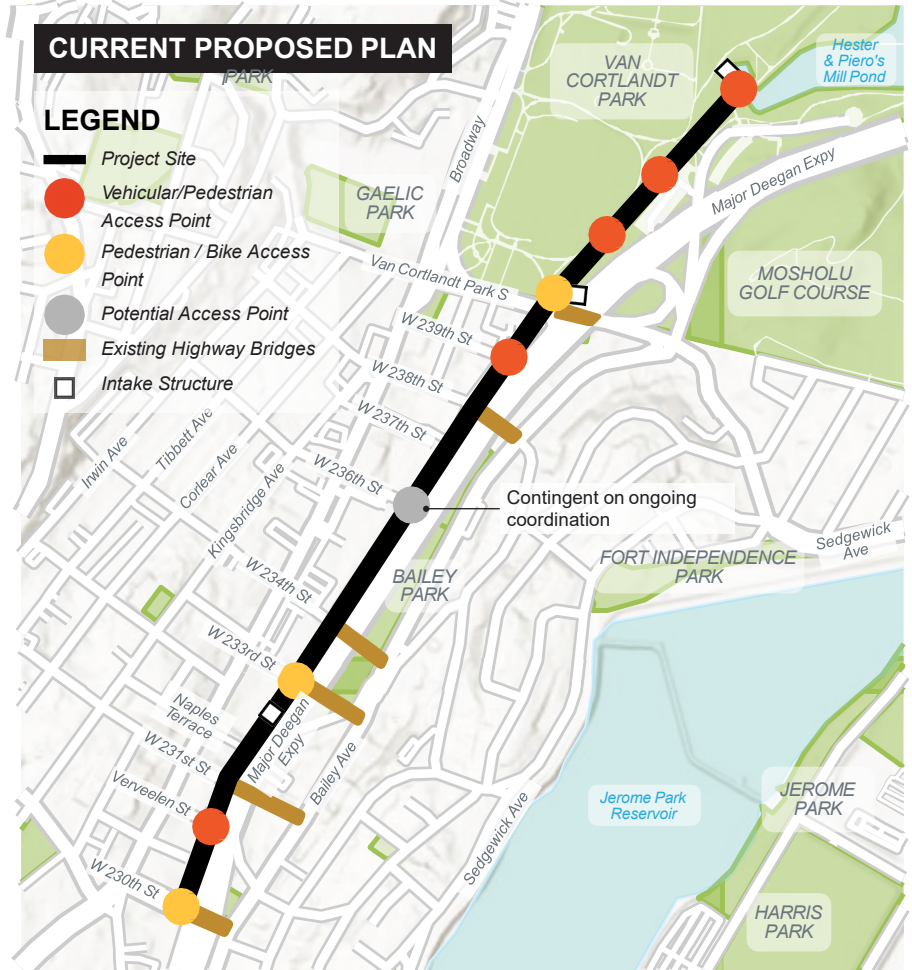 CURRENT PROPOSED PLAN
PARK
LEGEND
Project Site
Vehicular/Pedestrian
Access Point
Pedestrian / Bike Access
Point
Potential Access Point
Existing Highway Bridges
Intake Structure
VAN
CORTLANDT
PARK
Hester
& Piero's
Mill Pond
Broadway
GAELIC
PARK
Major Deegan Expy
Van Cortlandt Park S
MOSHOLU
GOLF COURSE
W 239th St
W 238th St
W 237th St
W 236th St
Irwin Ave
Tibbett Ave
Corlear Ave
Kingsbridge Ave
Contingent on ongoing
coordination
Sedgewick
Ave
FORT INDEPENDENCE
PARK
BAILEY
PARK
W 234th St
W 233rd St
Naples
Terrace
W 231st St
Major Deegan
Expy
Bailey Ave
Verveelen St
Sedgewick Ave
Jerome Park
Reservoir
JEROME
PARK
W 230th St
HARRIS
PARK